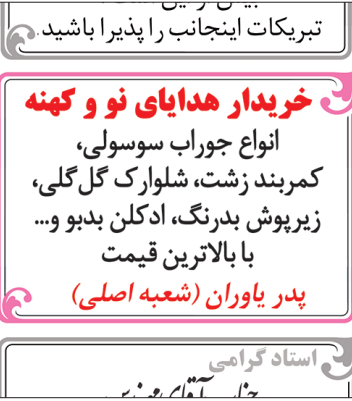 تبریکات اینجانب را پذیرا باشید.
خریدار هدایای نو و کهنه
انواع جوراب سوسولی،
کمربند زشت، شلوارک گل‌گلی،
زیرپوش بدرنگ، ادکلن بدبو و...
با بالاترین قیمت
پدر یاوران (شعبه اصلی)
استاد گرامی